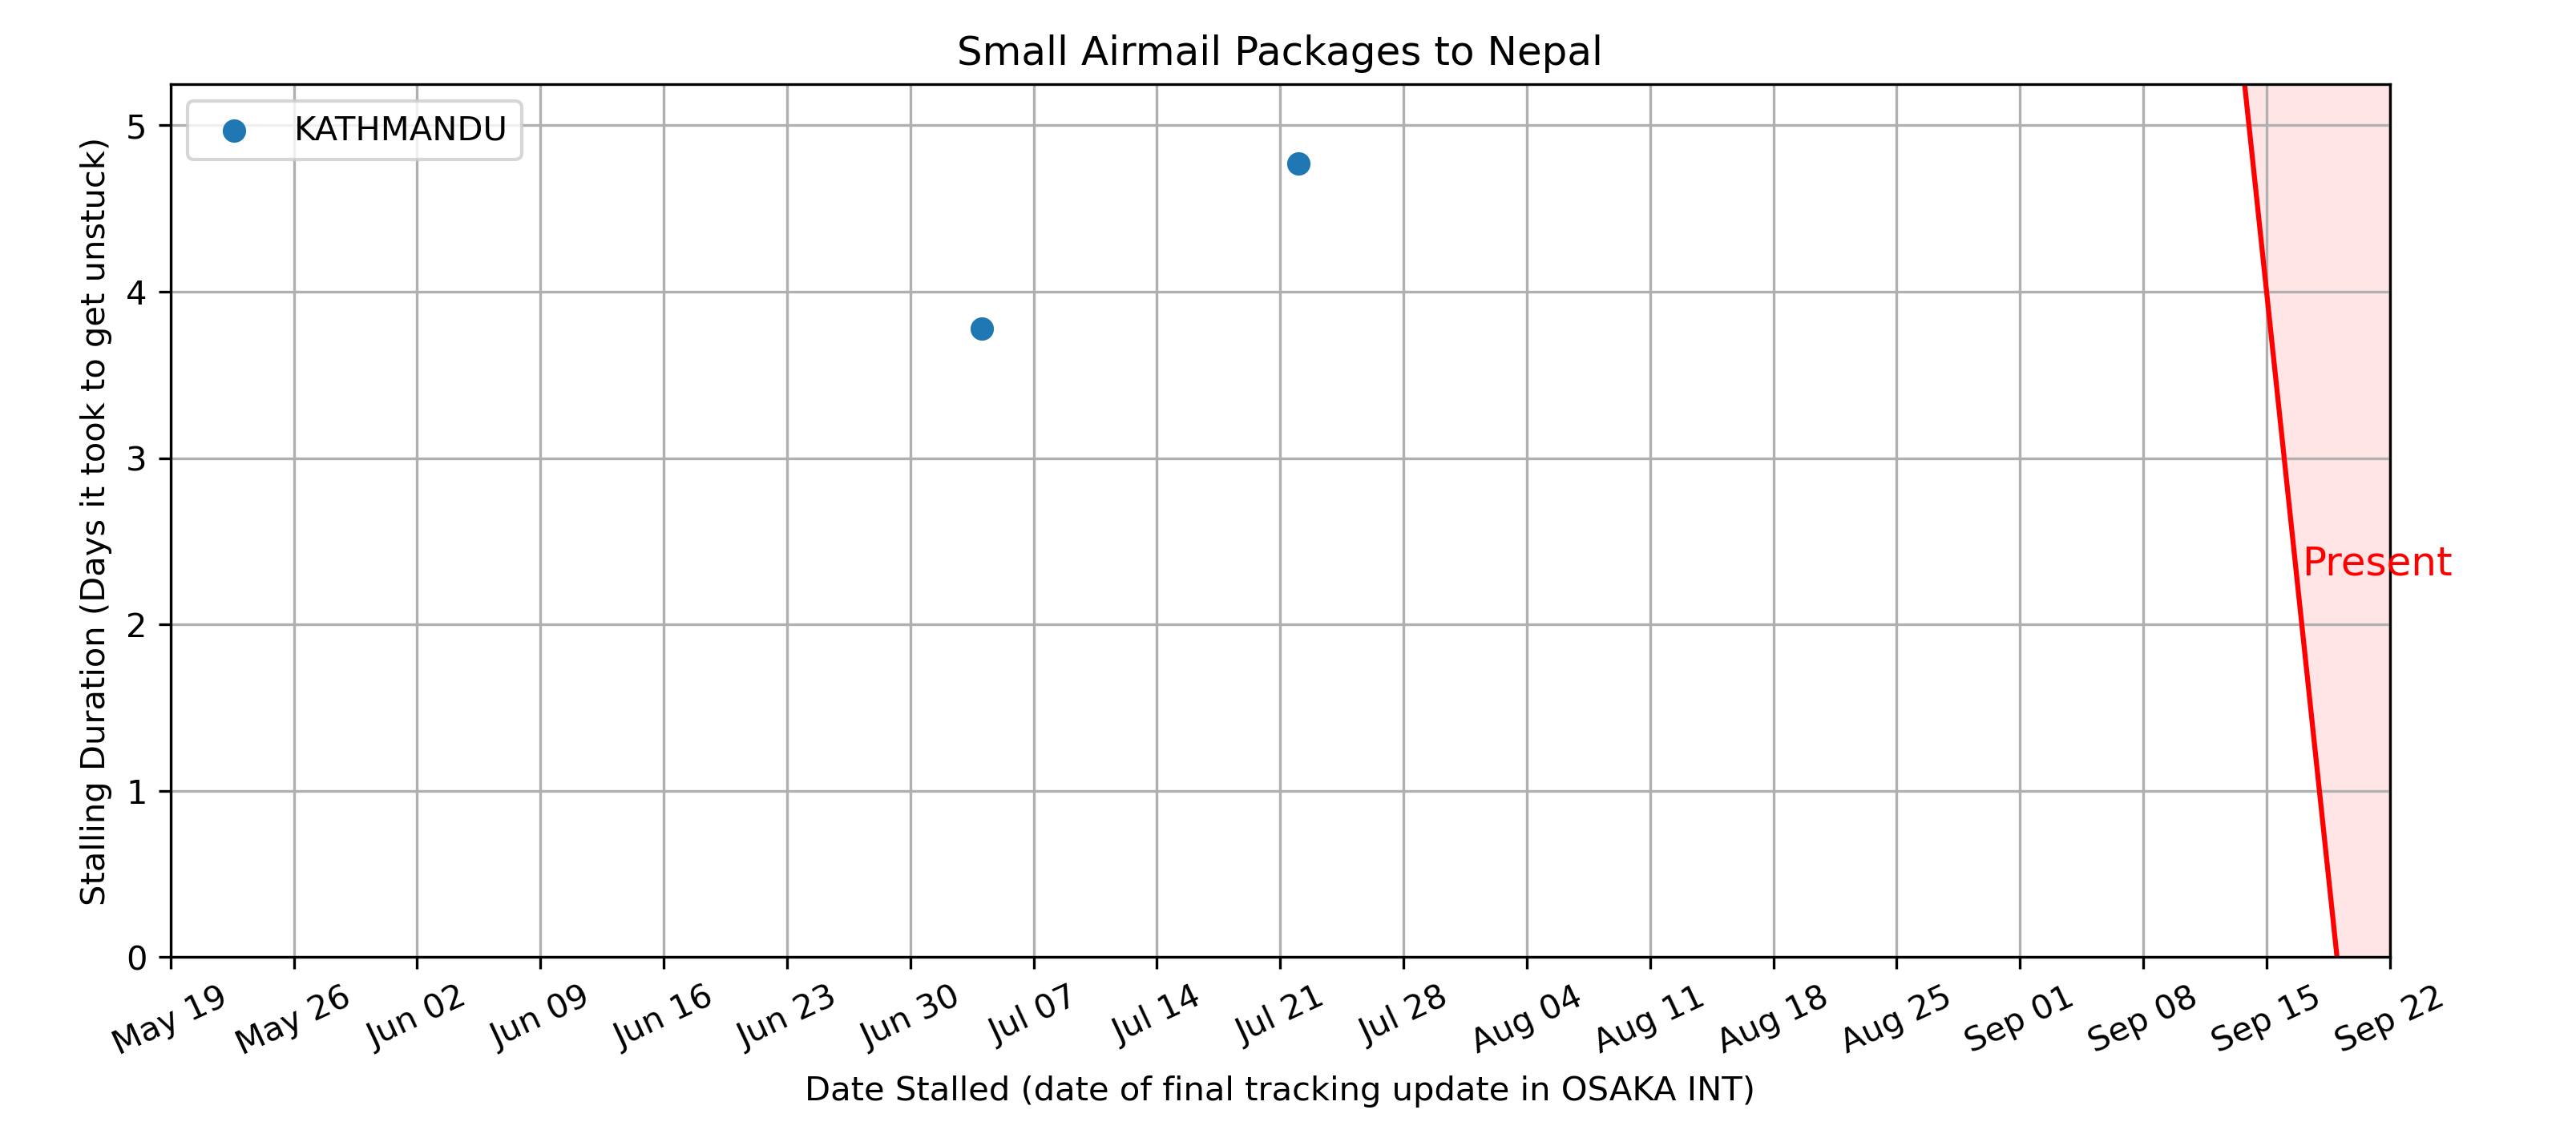 Small Airmail Packages to Nepal
KATHMANDU
Stalling Duration (Days it took to get unstuck)
5
4
3
2
1
0
Present
May 19 May 26 Jun 02 Jun 09 Jun 16 Jun 23 Jun 30 Jul 07 Jul 14 Jul 21 Jul 28 Aug 04 Aug 11 Aug 18 Aug 25 Sep 01 Sep 08 Sep 15 Sep 22
Date Stalled (date of final tracking update in OSAKA INT)